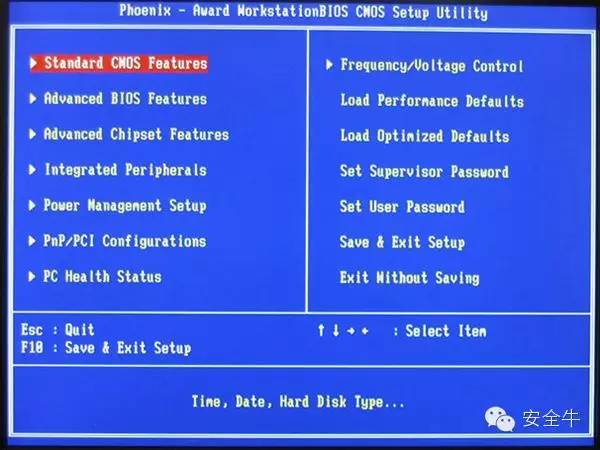 Phoenix - Award WorkstationBIOS CMOS Setup Utility
Standard CMOS Features
Advanced BIOS Features
Advanced Chipset Features
Integrated Peripherals
Power Management Setup
PnP/PCI Configurations
PC Health Status
Frequency/Voltage Control
Load Performance Defaults
Load Optimized Defaults
Set Supervisor Password
Set User Password
Save & Exit Setup
Exit Without Saving
Esc : Quit
F10 : Save & Exit Setup
↑ ↓ → ← : Select Item
Time, Date, Hard Disk Type...
安全牛